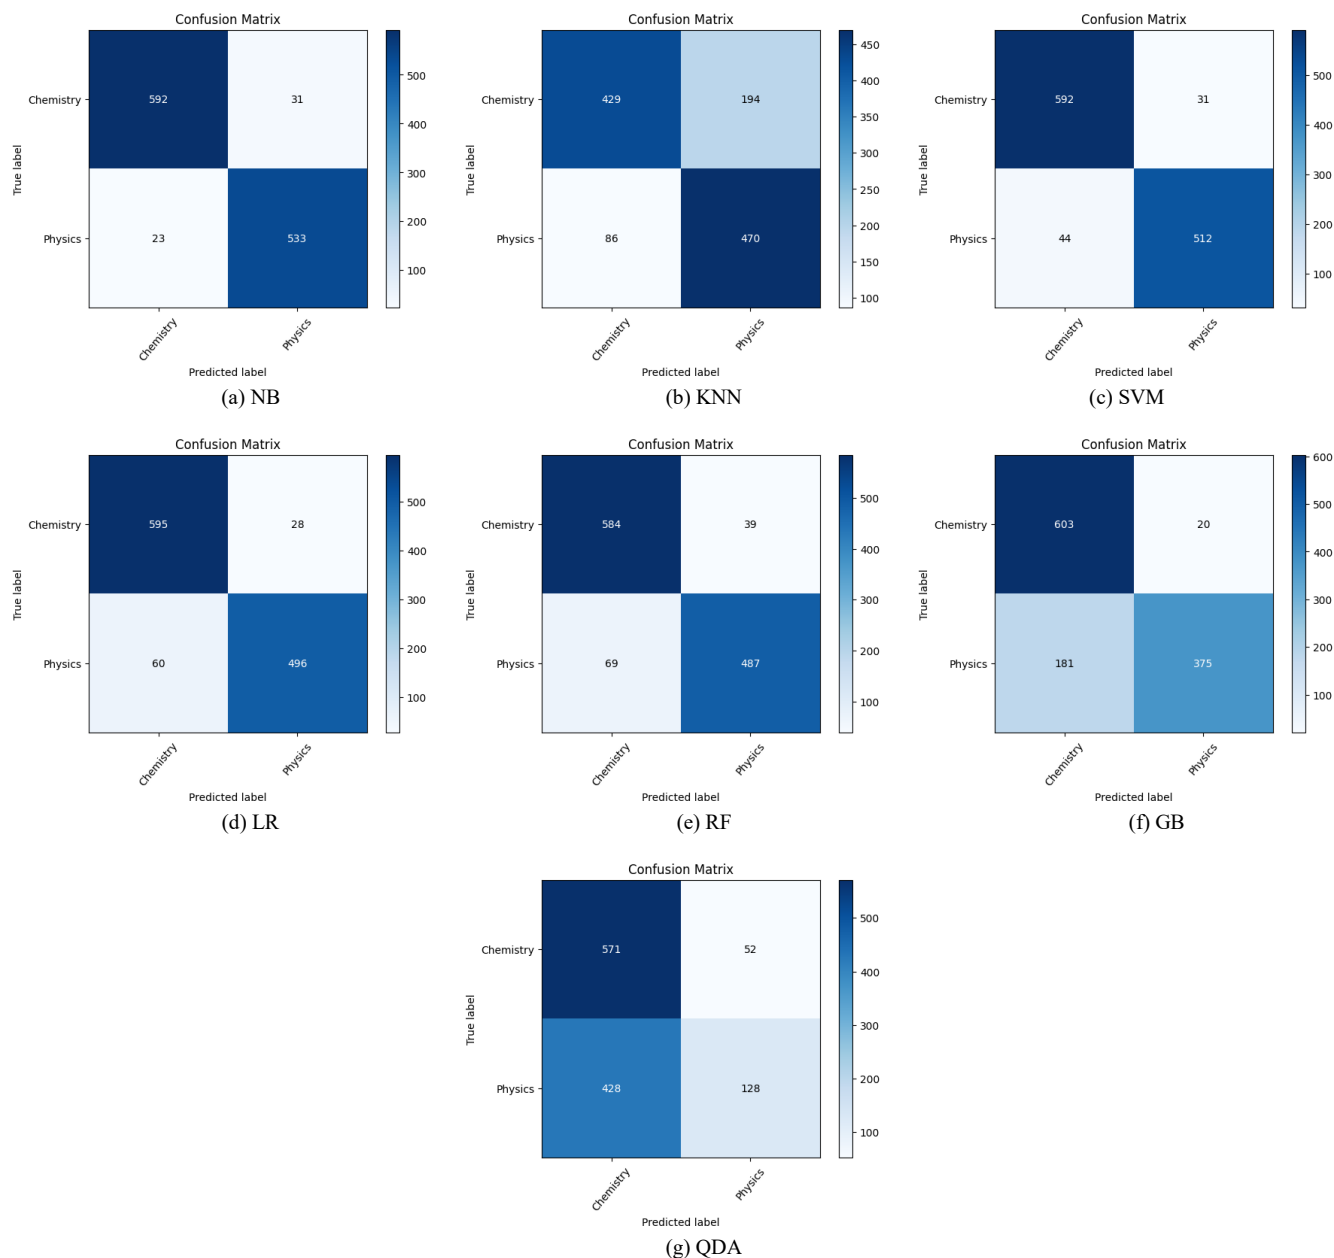 Confusion Matrix
Chemistry
Physics
True label
592 31
23 533
500
400
300
200
100
Chemistry
Physics
Predicted label
(a) NB
Confusion Matrix
Chemistry
Physics
True label
429 194
86 470
450
400
350
300
250
200
150
100
Chemistry
Physics
Predicted label
(b) KNN
Confusion Matrix
Chemistry
Physics
True label
592 31
44 512
500
400
300
200
100
Chemistry
Physics
Predicted label
(c) SVM
Confusion Matrix
Chemistry
Physics
True label
595 28
60 496
500
400
300
200
100
Chemistry
Physics
Predicted label
(d) LR
Confusion Matrix
Chemistry
Physics
True label
584 39
69 487
500
400
300
200
100
Chemistry
Physics
Predicted label
(e) RF
Confusion Matrix
Chemistry
Physics
True label
603 20
181 375
600
500
400
300
200
100
Chemistry
Physics
Predicted label
(f) GB
Confusion Matrix
Chemistry
Physics
True label
571 52
428 128
500
400
300
200
100
Chemistry
Physics
Predicted label
(g) QDA